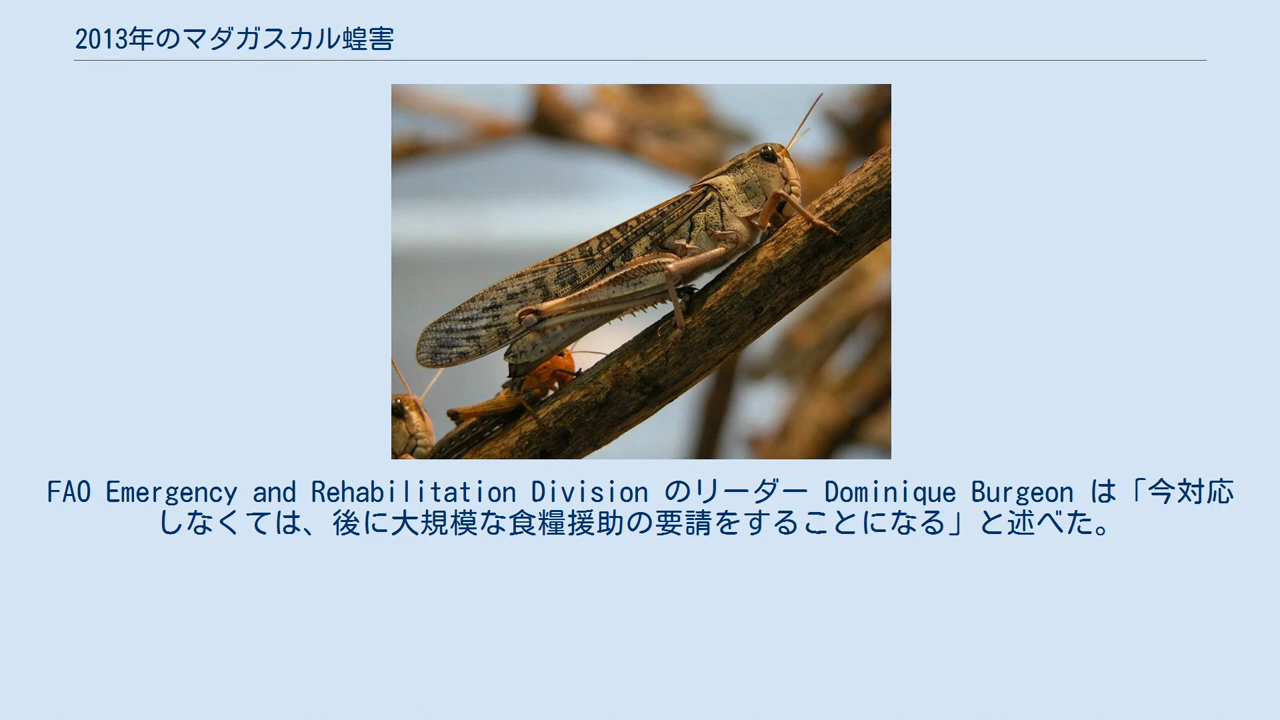 2013年のマダガスカル蝗害
FAO Emergency and Rehabilitation Division のリーダー Dominique Burgeon は「今対応
しなくては、後に大規模な食糧援助の要請をすることになる」と述べた。